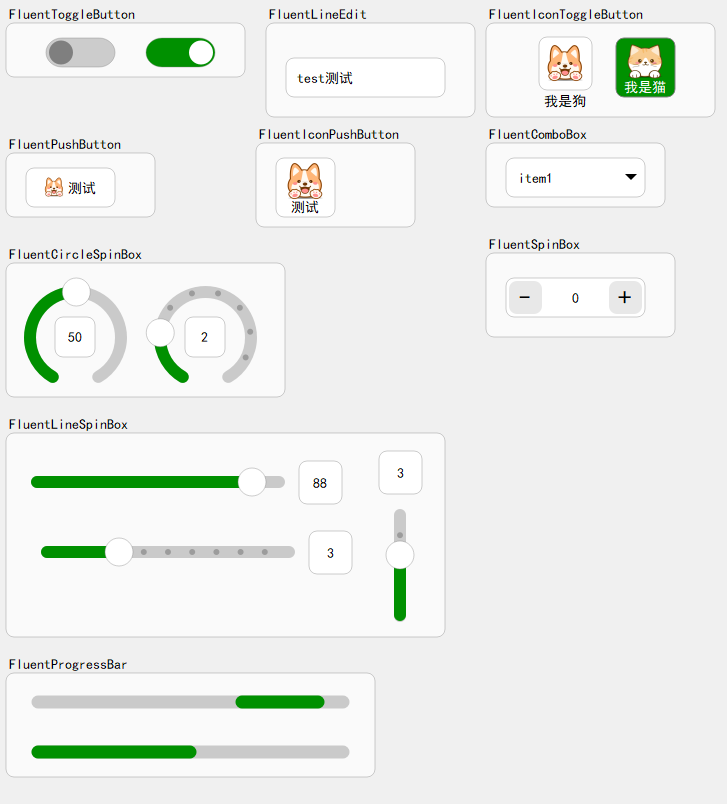 FluentToggleButton
FluentLineEdit
test测试
FluentIconToggleButton
我是狗
我是猫
FluentPushButton
测试
FluentIconPushButton
测试
FluentComboBox
item1
FluentCircleSpinBox
50
2
FluentSpinBox
− 0 +
FluentLineSpinBox
88
3
3
FluentProgressBar